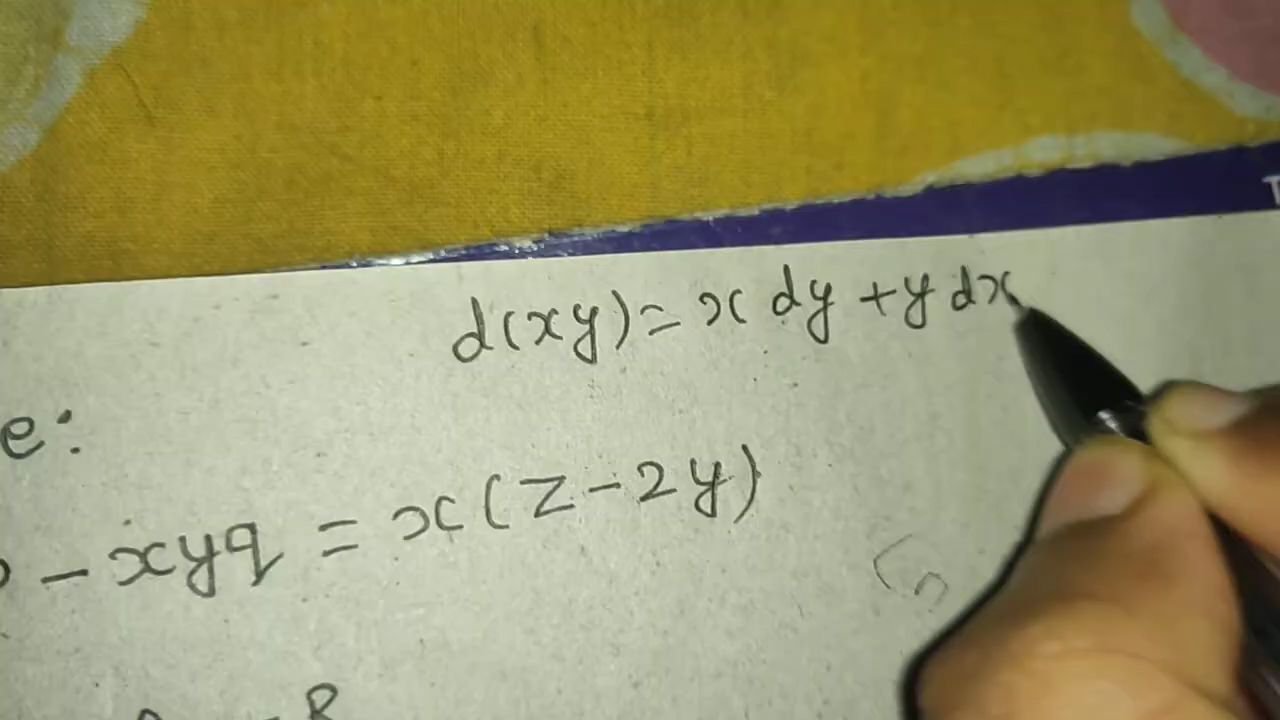 d(xy)= x dy + y dx
e:
- xyq = x(z-2y)